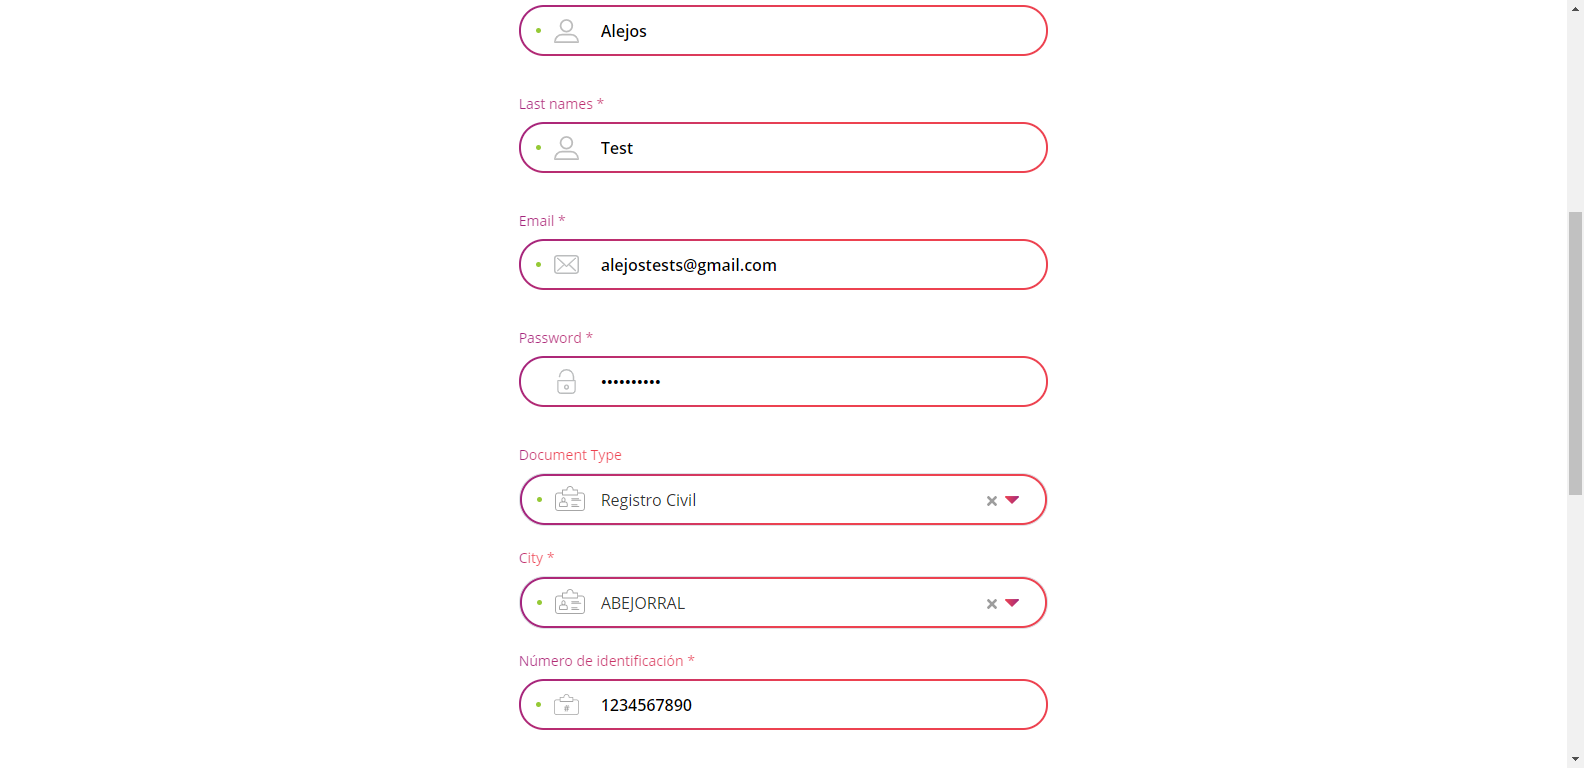 Alejos
Last names *
Test
Email *
alejostests@gmail.com
Password *
••••••••••
Document Type
Registro Civil
City *
ABEJORRAL
Número de identificación *
#
1234567890